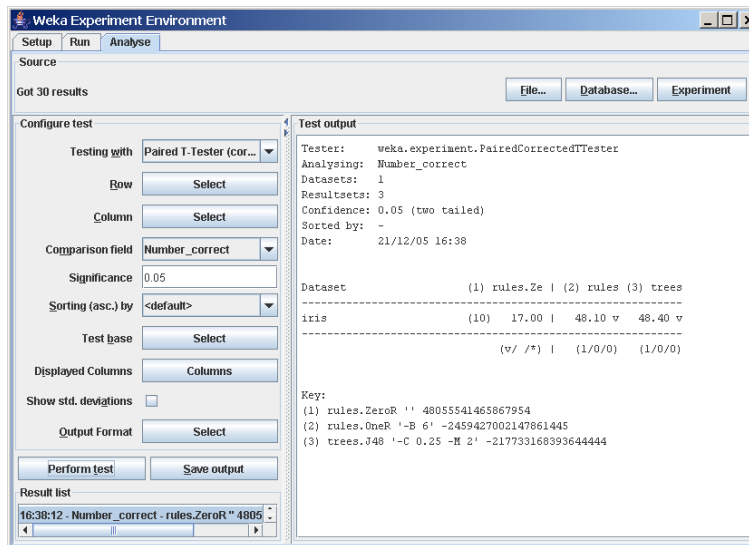 Weka Experiment Environment
Setup Run Analyse
Source
Got 30 results
File... Database... Experiment
Configure test
Testing with Paired T-Tester (cor...
Row Select
Column Select
Comparison field Number_correct
Significance 0.05
Sorting (asc.) by <default>
Test base Select
Displayed Columns Columns
Show std. deviations
Output Format Select
Perform test Save output
Result list
16:38:12 - Number_correct - rules.ZeroR '' 4805
Test output
Tester: weka.experiment.PairedCorrectedTTester
Analysing: Number_correct
Datasets: 1
Resultsets: 3
Confidence: 0.05 (two tailed)
Sorted by: -
Date: 21/12/05 16:38
Dataset (1) rules.Ze | (2) rules (3) trees
----------------------------------------------------------
iris (10) 17.00 | 48.10 v 48.40 v
----------------------------------------------------------
(v/ /*) | (1/0/0) (1/0/0)
Key:
(1) rules.ZeroR '' 48055541465867954
(2) rules.OneR '-B 6' -2459427002147861445
(3) trees.J48 '-C 0.25 -M 2' -217733168393644444